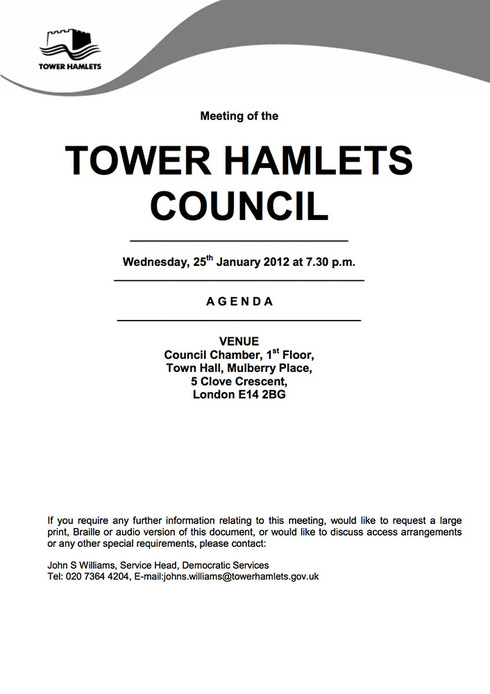 TOWER HAMLETS
Meeting of the
TOWER HAMLETS
COUNCIL
Wednesday, 25th January 2012 at 7.30 p.m.
A G E N D A
VENUE
Council Chamber, 1st Floor,
Town Hall, Mulberry Place,
5 Clove Crescent,
London E14 2BG
If you require any further information relating to this meeting, would like to request a large
print, Braille or audio version of this document, or would like to discuss access arrangements
or any other special requirements, please contact:
John S Williams, Service Head, Democratic Services
Tel: 020 7364 4204, E-mail:johns.williams@towerhamlets.gov.uk